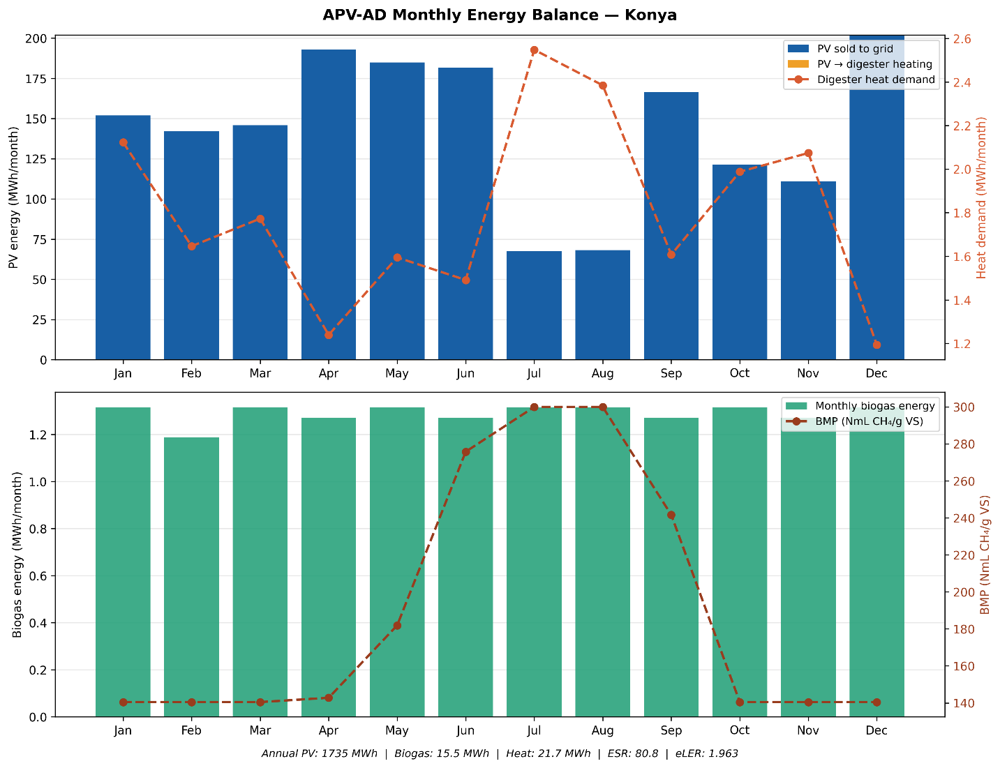 APV-AD Monthly Energy Balance — Konya
PV energy (MWh/month)
200
175
150
125
100
75
50
25
0
PV sold to grid
PV → digester heating
Digester heat demand
2.6
2.4
2.2
2.0
1.8
1.6
1.4
1.2
Heat demand (MWh/month)
Jan Feb Mar Apr May Jun Jul Aug Sep Oct Nov Dec
Biogas energy (MWh/month)
1.2
1.0
0.8
0.6
0.4
0.2
0.0
Monthly biogas energy
BMP (NmL CH₄/g VS)
300
280
260
240
220
200
180
160
140
BMP (NmL CH₄/g VS)
Jan Feb Mar Apr May Jun Jul Aug Sep Oct Nov Dec
Annual PV: 1735 MWh | Biogas: 15.5 MWh | Heat: 21.7 MWh | ESR: 80.8 | eLER: 1.963